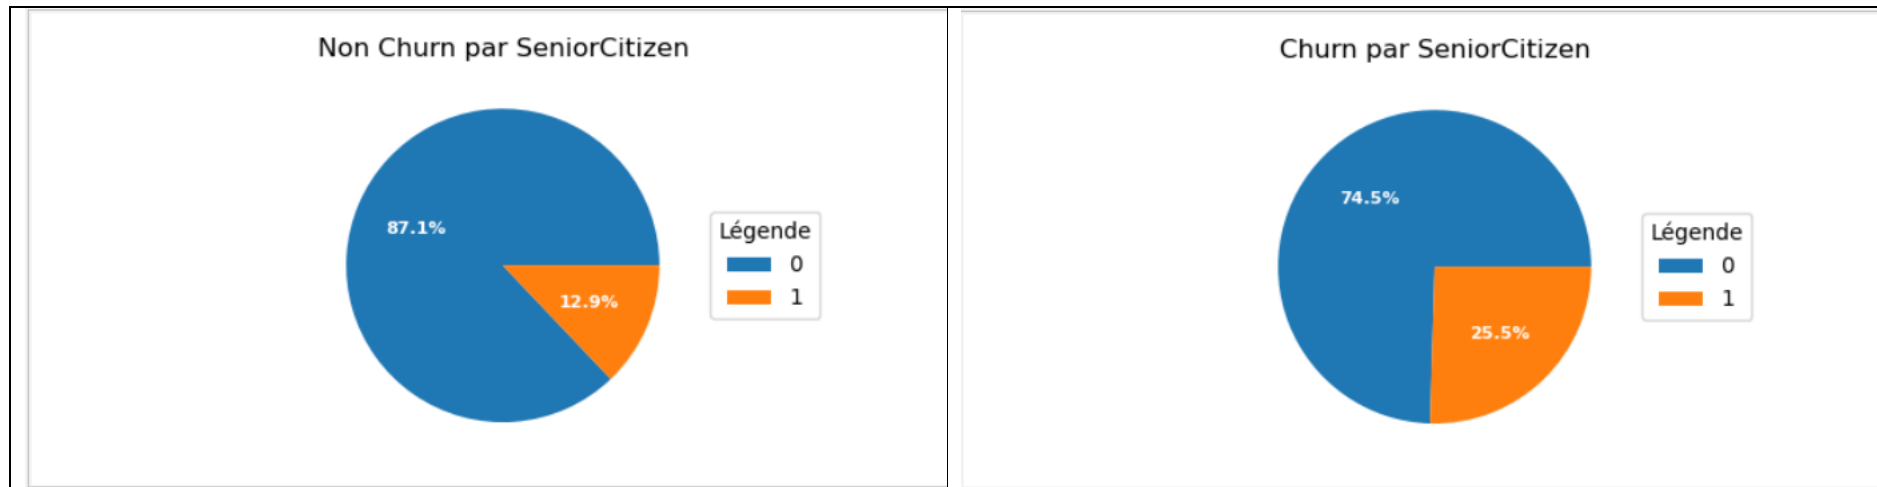 Non Churn par SeniorCitizen
87.1%
12.9%
Légende
0
1
Churn par SeniorCitizen
74.5%
25.5%
Légende
0
1